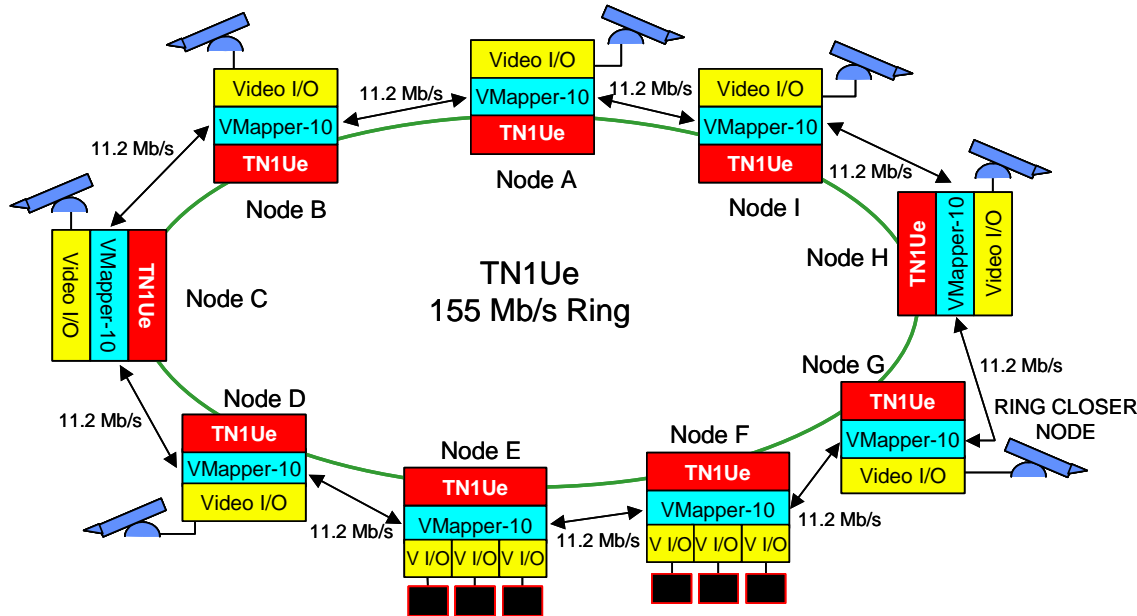 Video I/O
VMapper-10
TN1Ue
Node A
Video I/O
VMapper-10
TN1Ue
Node B
Video I/O
VMapper-10
TN1Ue
Node I
11.2 Mb/s
11.2 Mb/s
11.2 Mb/s
11.2 Mb/s
Video I/O
VMapper-10
TN1Ue
Node C
TN1Ue
155 Mb/s Ring
Node H
TN1Ue
VMapper-10
Video I/O
11.2 Mb/s
11.2 Mb/s
Node D
TN1Ue
VMapper-10
Video I/O
11.2 Mb/s
Node E
TN1Ue
VMapper-10
V I/O
V I/O
V I/O
11.2 Mb/s
Node F
TN1Ue
VMapper-10
V I/O
V I/O
V I/O
11.2 Mb/s
Node G
TN1Ue
VMapper-10
Video I/O
RING CLOSER
NODE